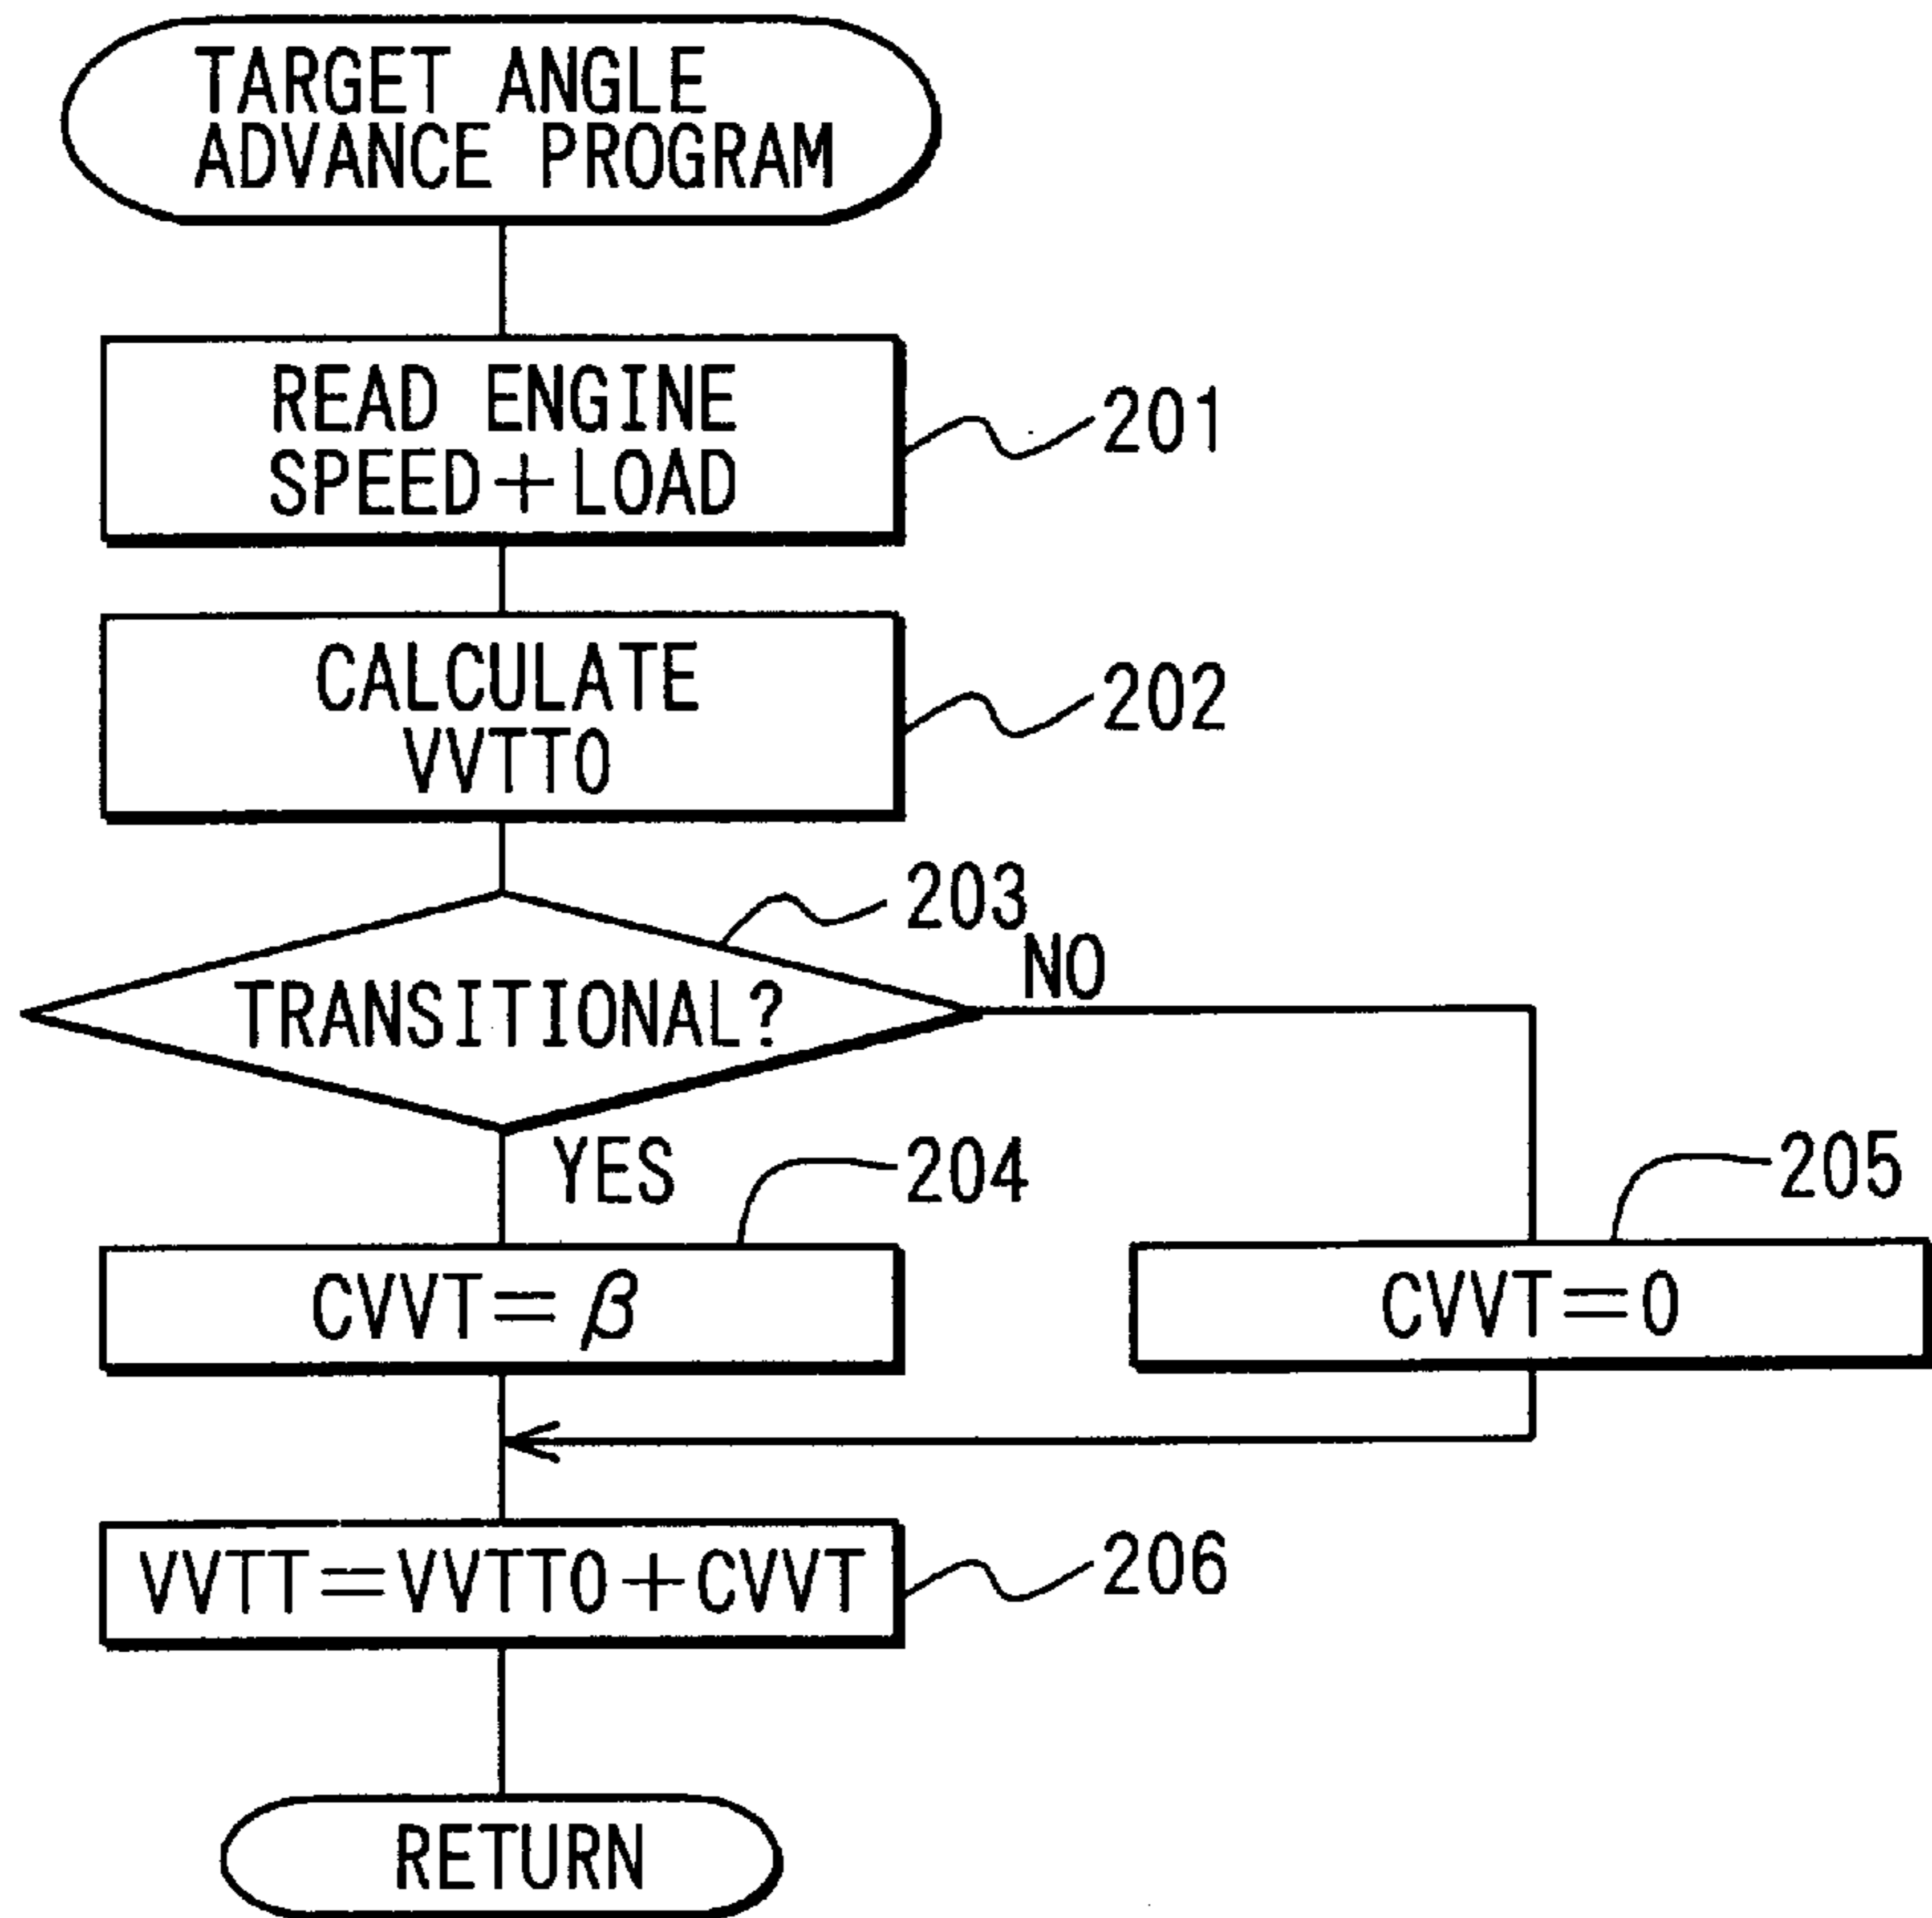 TARGET ANGLE
ADVANCE PROGRAM
READ ENGINE
SPEED+LOAD
201
CALCULATE
VVTT0
202
203
TRANSITIONAL?
NO
YES
204
CVVT=β
205
CVVT=0
VVTT=VVTT0+CVVT
206
RETURN